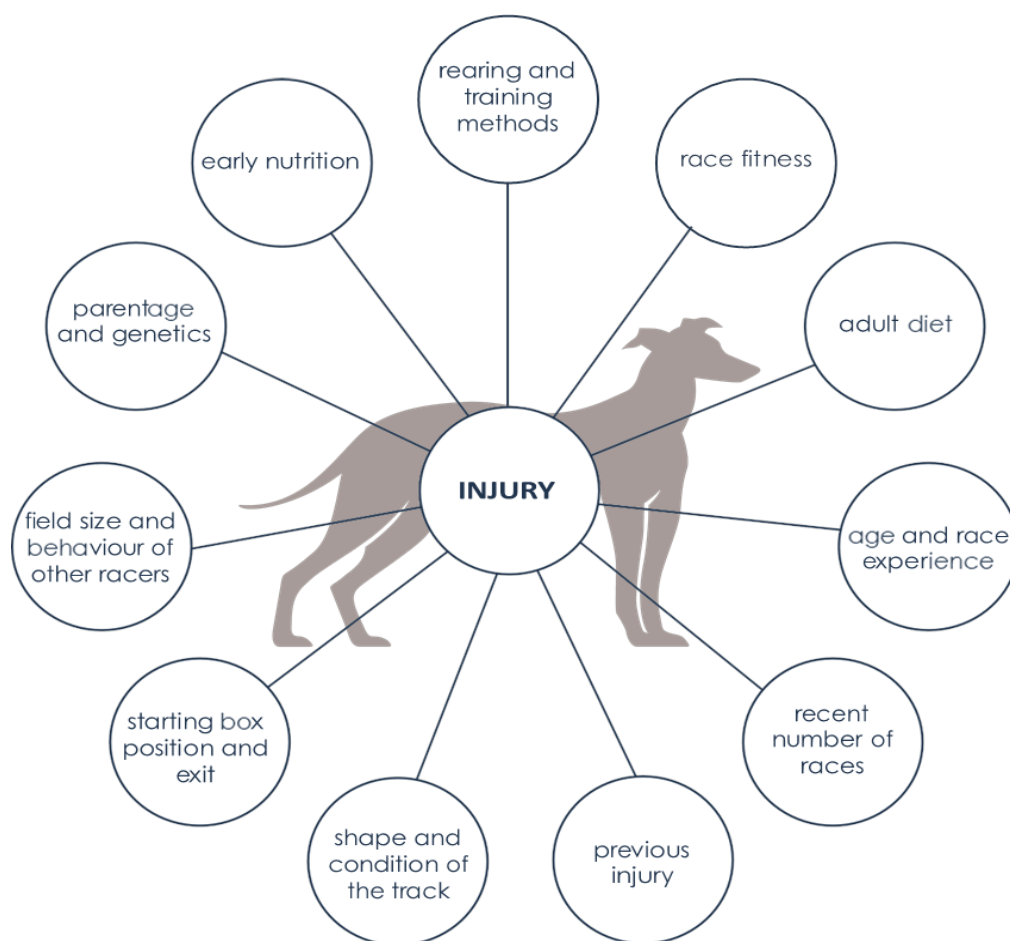 rearing and
training
methods
early nutrition
race fitness
parentage
and genetics
adult diet
INJURY
field size and
behaviour of
other racers
age and race
experience
starting box
position and
exit
recent
number of
races
shape and
condition of
the track
previous
injury